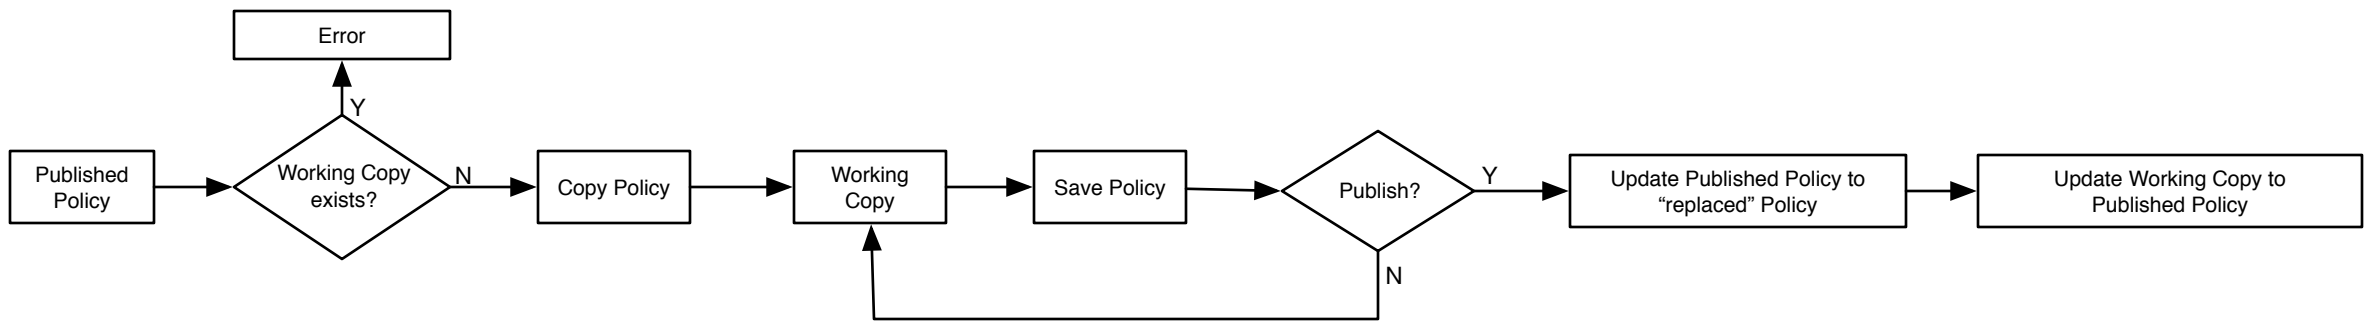 Error
Y
Published
Policy
Working Copy
exists?
N
Copy Policy
Working
Copy
Save Policy
Publish?
Y
Update Published Policy to
“replaced” Policy
Update Working Copy to
Published Policy
N